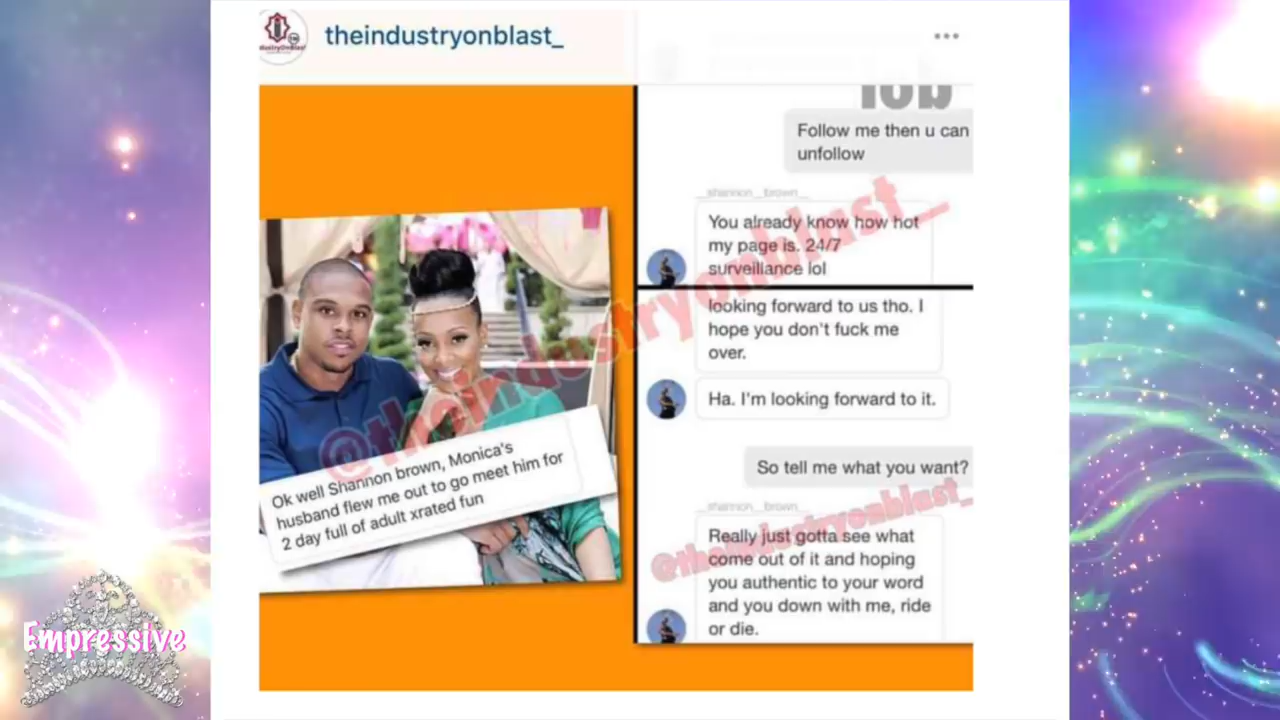 theindustryonblast_
IOB
Follow me then u can
unfollow
_shannon_brown_
You already know how hot
my page is. 24/7
surveillance lol
looking forward to us tho. I
hope you don't fuck me
over.
Ha. I'm looking forward to it.
So tell me what you want?
_shannon_brown_
Really just gotta see what
come out of it and hoping
you authentic to your word
and you down with me, ride
or die.
Ok well Shannon brown, Monica's
husband flew me out to go meet him for
2 day full of adult xrated fun
@theindustryonblast_
@theindustryonblast_
Empressive